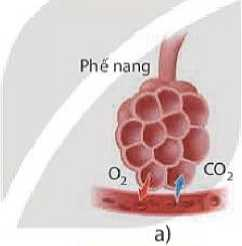 Phế nang
O₂
CO₂
a)